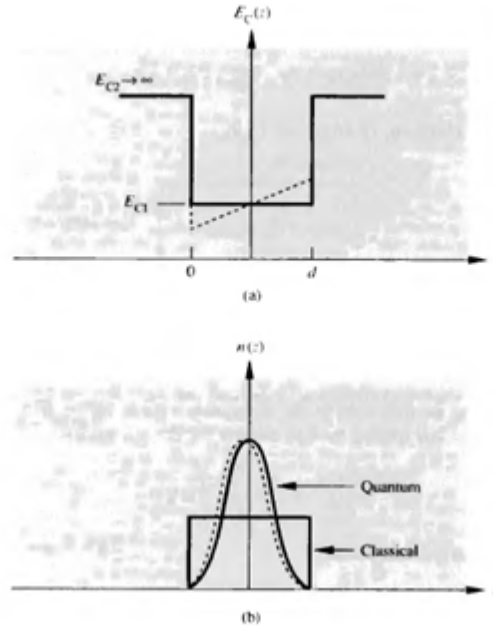 E_C(z)
E_C2 → ∞
E_C1
0 d
(a)
n(z)
Quantum
Classical
(b)